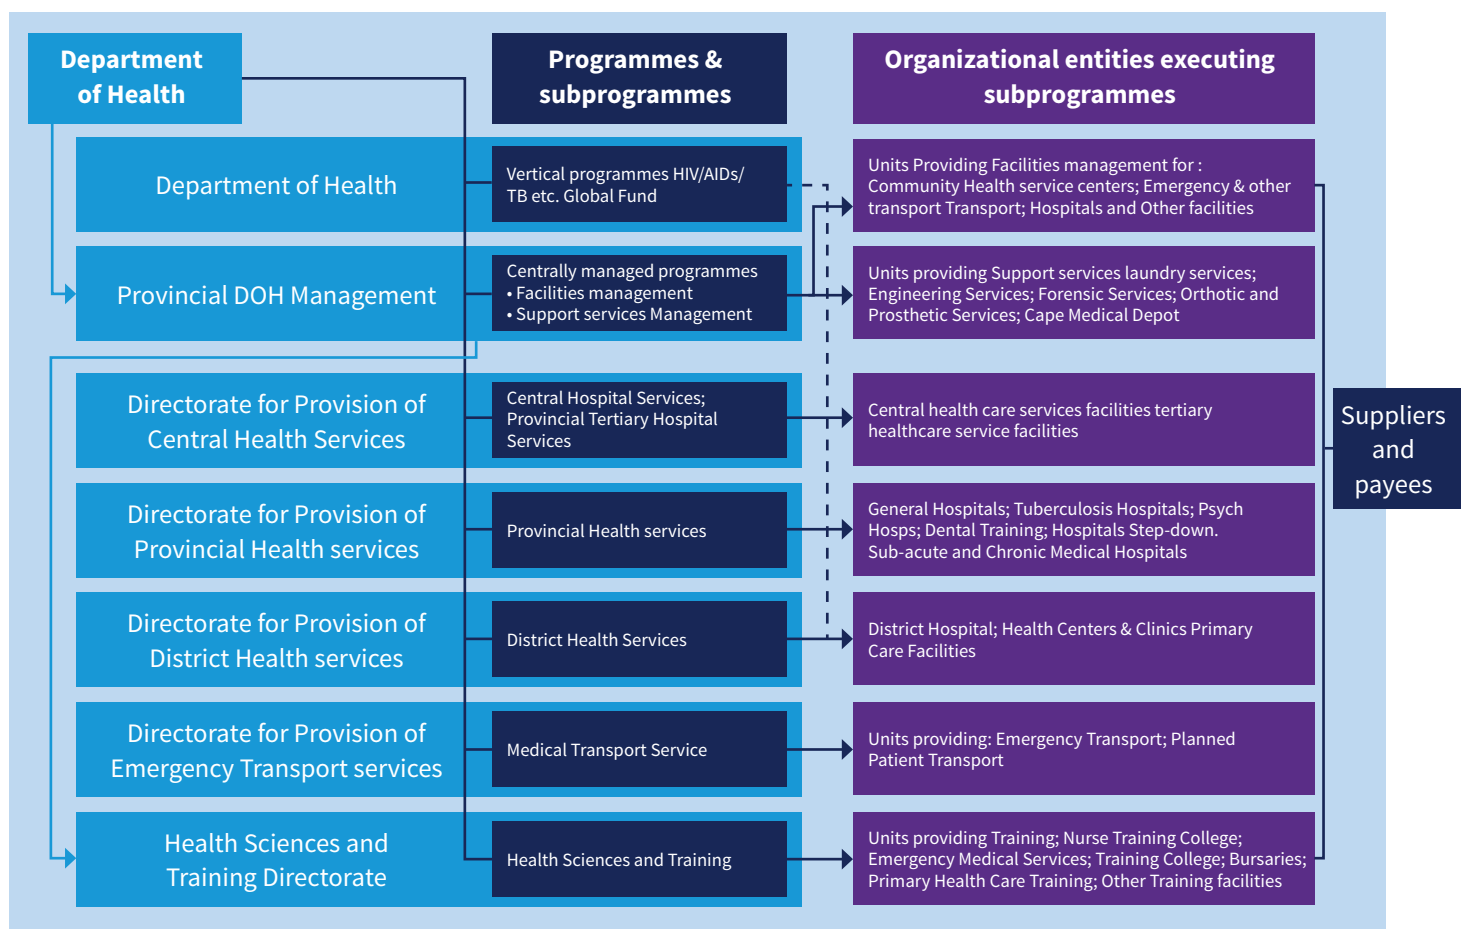 Department
of Health
Programmes &
subprogrammes
Organizational entities executing
subprogrammes
Department of Health
Vertical programmes HIV/AIDs/
TB etc. Global Fund
Units Providing Facilities management for :
Community Health service centers; Emergency & other
transport Transport; Hospitals and Other facilities
Provincial DOH Management
Centrally managed programmes
• Facilities management
• Support services Management
Units providing Support services laundry services;
Engineering Services; Forensic Services; Orthotic and
Prosthetic Services; Cape Medical Depot
Directorate for Provision of
Central Health Services
Central Hospital Services;
Provincial Tertiary Hospital
Services
Central health care services facilities tertiary
healthcare service facilities
Suppliers
and
payees
Directorate for Provision of
Provincial Health services
Provincial Health services
General Hospitals; Tuberculosis Hospitals; Psych
Hosps; Dental Training; Hospitals Step-down.
Sub-acute and Chronic Medical Hospitals
Directorate for Provision of
District Health services
District Health Services
District Hospital; Health Centers & Clinics Primary
Care Facilities
Directorate for Provision of
Emergency Transport services
Medical Transport Service
Units providing: Emergency Transport; Planned
Patient Transport
Health Sciences and
Training Directorate
Health Sciences and Training
Units providing Training; Nurse Training College;
Emergency Medical Services; Training College; Bursaries;
Primary Health Care Training; Other Training facilities